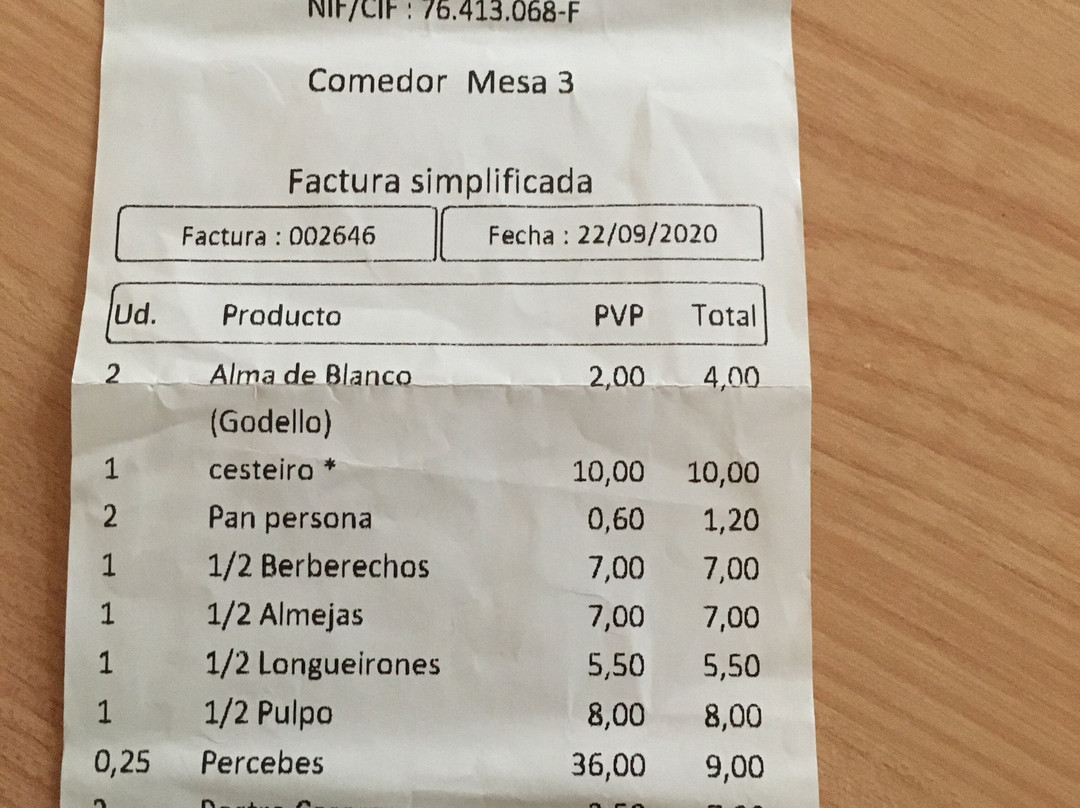 NIF/CIF : 76.413.068-F
Comedor Mesa 3
Factura simplificada
Factura : 002646 Fecha : 22/09/2020
Ud. Producto PVP Total
2 Alma de Blanco 2,00 4,00
(Godello)
1 cesteiro * 10,00 10,00
2 Pan persona 0,60 1,20
1 1/2 Berberechos 7,00 7,00
1 1/2 Almejas 7,00 7,00
1 1/2 Longueirones 5,50 5,50
1 1/2 Pulpo 8,00 8,00
0,25 Percebes 36,00 9,00